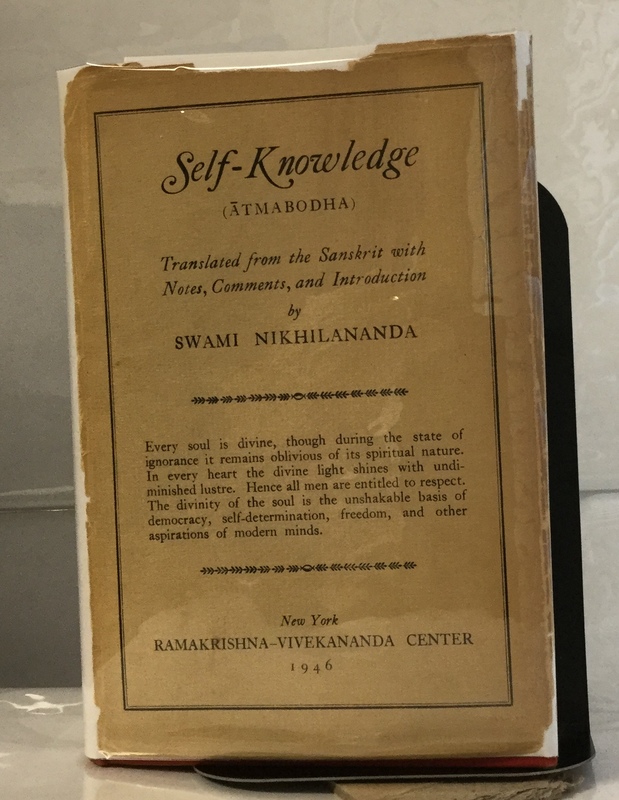 Self-Knowledge
(ĀTMABODHA)
Translated from the Sanskrit with
Notes, Comments, and Introduction
by
SWAMI NIKHILANANDA
Every soul is divine, though during the state of
ignorance it remains oblivious of its spiritual nature.
In every heart the divine light shines with undi-
minished lustre. Hence all men are entitled to respect.
The divinity of the soul is the unshakable basis of
democracy, self-determination, freedom, and other
aspirations of modern minds.
New York
RAMAKRISHNA-VIVEKANANDA CENTER
1946